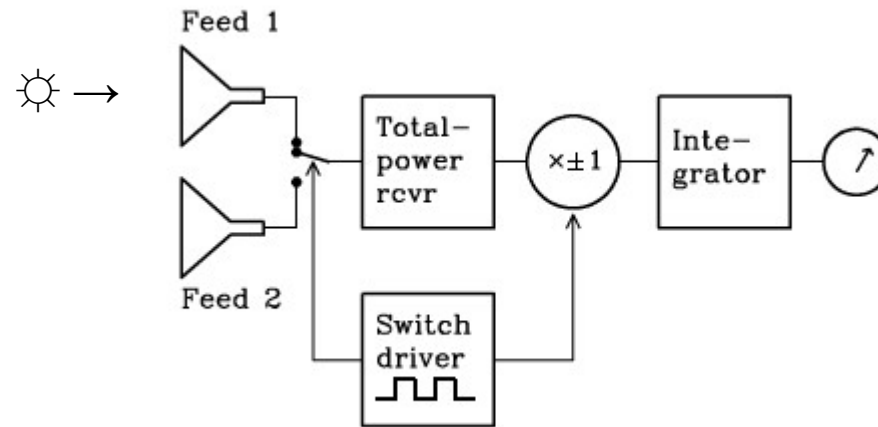 Feed 1
Total-
power
rcvr
×±1
Inte-
grator
Feed 2
Switch
driver